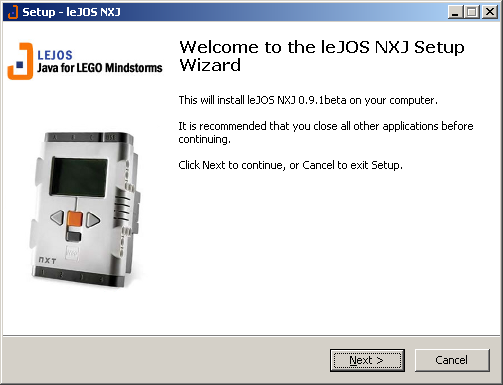 Setup - leJOS NXJ
LEJOS
Java for LEGO Mindstorms
Welcome to the leJOS NXJ Setup
Wizard
This will install leJOS NXJ 0.9.1beta on your computer.
It is recommended that you close all other applications before
continuing.
Click Next to continue, or Cancel to exit Setup.
NXT
Next >
Cancel